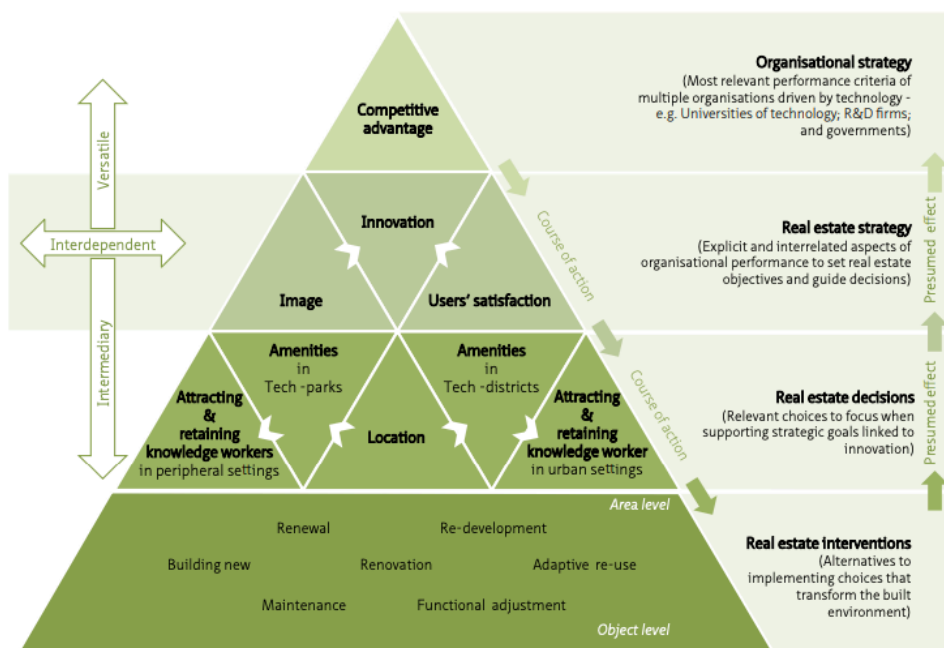 Organisational strategy
(Most relevant performance criteria of
multiple organisations driven by technology -
e.g. Universities of technology; R&D firms;
and governments)
Competitive
advantage
Versatile
Interdependent
Intermediary
Course of action
Presumed effect
Innovation
Image
Users' satisfaction
Real estate strategy
(Explicit and interrelated aspects of
organisational performance to set real estate
objectives and guide decisions)
Amenities
in
Tech -parks
Amenities
in
Tech -districts
Attracting
&
retaining
knowledge workers
in peripheral settings
Location
Attracting
&
retaining
knowledge worker
in urban settings
Course of action
Presumed effect
Real estate decisions
(Relevant choices to focus when
supporting strategic goals linked to
innovation)
Area level
Renewal
Re-development
Building new
Renovation
Adaptive re-use
Maintenance
Functional adjustment
Object level
Real estate interventions
(Alternatives to
implementing choices that
transform the built
environment)